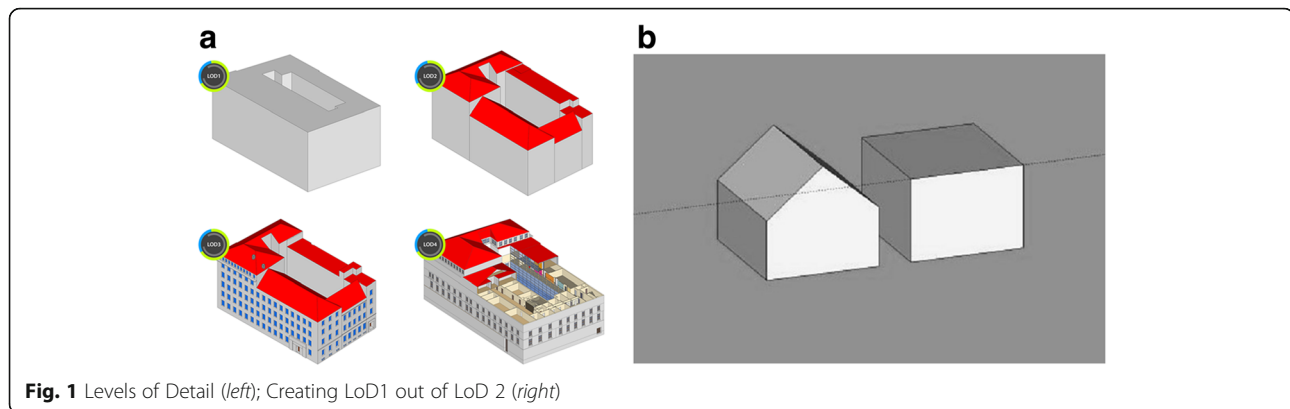 a
b
LOD1
LOD2
LOD3
LOD4
Fig. 1 Levels of Detail (left); Creating LoD1 out of LoD 2 (right)